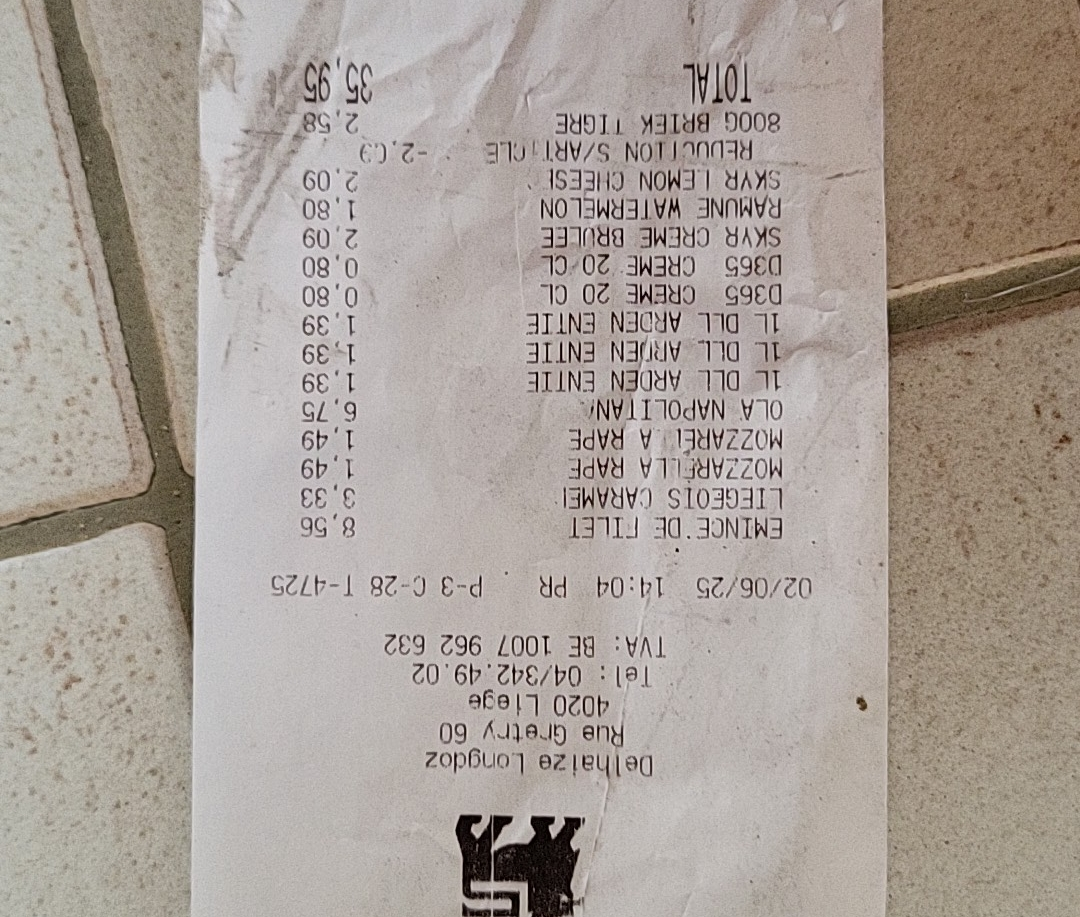 Delhaize Longdoz
Rue Gretry 60
4020 Liege
Tel: 04/342.49.02
TVA: BE 1007 962 632
02/06/25 14:04 PR P-3 C-28 T-4725
EMINCE DE FILET 8,56
LIEGEOIS CARAMEL 3,33
MOZZARELLA RAPE 1,49
MOZZARELLA RAPE 1,49
OLA NAPOLITANA 6,75
1L DLL ARDEN ENTIE 1,39
1L DLL ARDEN ENTIE 1,39
1L DLL ARDEN ENTIE 1,39
D365 CREME 20 CL 0,80
D365 CREME 20 CL 0,80
SKYR CREME BRULEE 2,09
RAMUNE WATERMELON 1,80
SKYR LEMON CHEESE 2,09
REDUCTION S/ARTICLE -2,09
800G BRIEK TIGRE 2,58
TOTAL 35,95